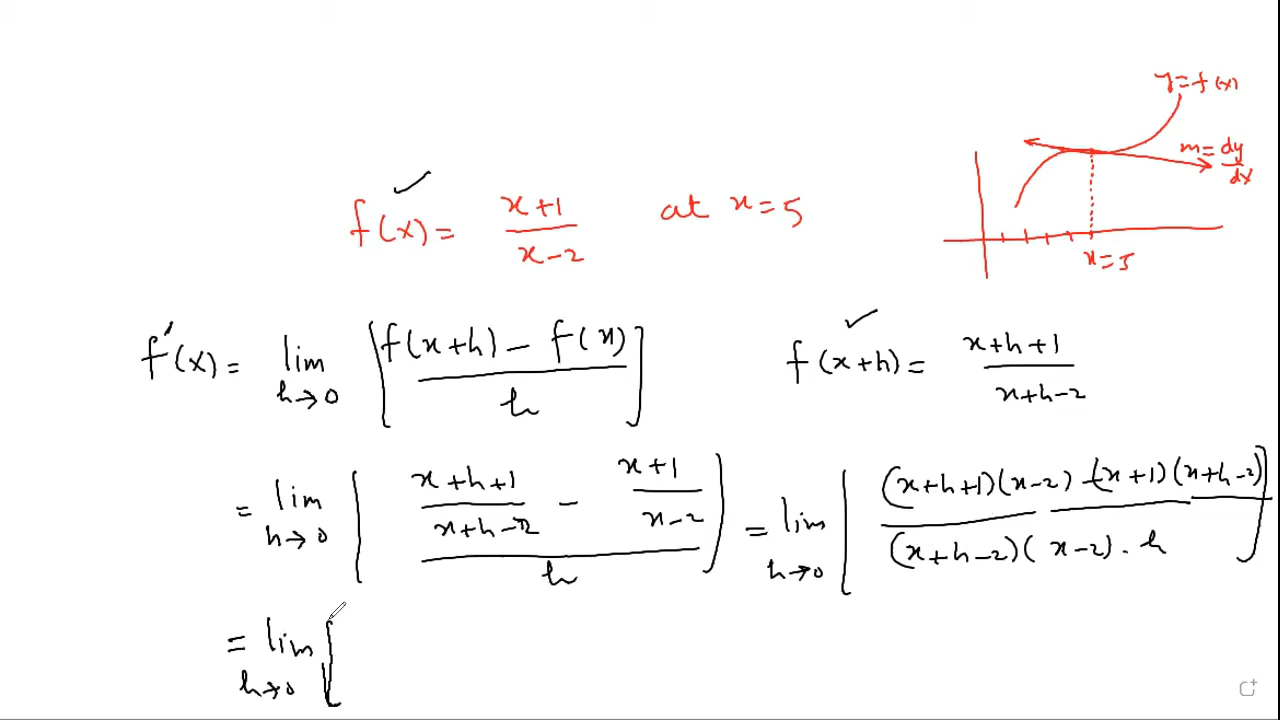 y=f(x)
m=dy/dx
f(x)= (x+1)/(x-2) at x=5
x=5
f'(x)= lim h→0 [(f(x+h) - f(x))/h] f(x+h)= (x+h+1)/(x+h-2)
= lim h→0 [((x+h+1)/(x+h-2) - (x+1)/(x-2))/h] = lim h→0 [((x+h+1)(x-2) - (x+1)(x+h-2))/((x+h-2)(x-2).h)]
= lim h→0 [